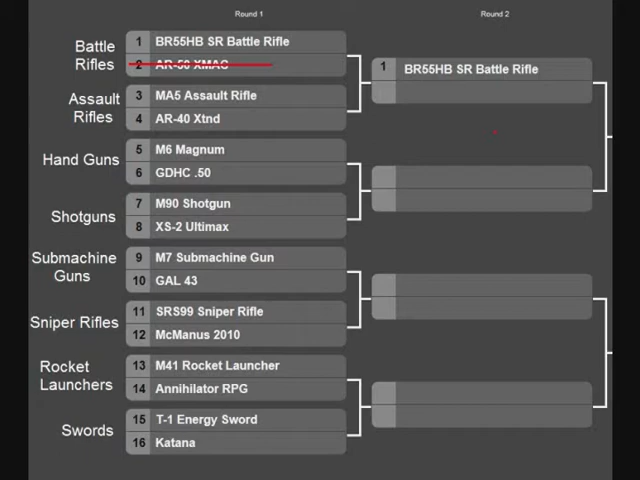 Round 1
Round 2
Battle
Rifles
1 BR55HB SR Battle Rifle
2 AR-50 XMAC
1 BR55HB SR Battle Rifle
Assault
Rifles
3 MA5 Assault Rifle
4 AR-40 Xtnd
Hand Guns
5 M6 Magnum
6 GDHC .50
Shotguns
7 M90 Shotgun
8 XS-2 Ultimax
Submachine
Guns
9 M7 Submachine Gun
10 GAL 43
Sniper Rifles
11 SRS99 Sniper Rifle
12 McManus 2010
Rocket
Launchers
13 M41 Rocket Launcher
14 Annihilator RPG
Swords
15 T-1 Energy Sword
16 Katana